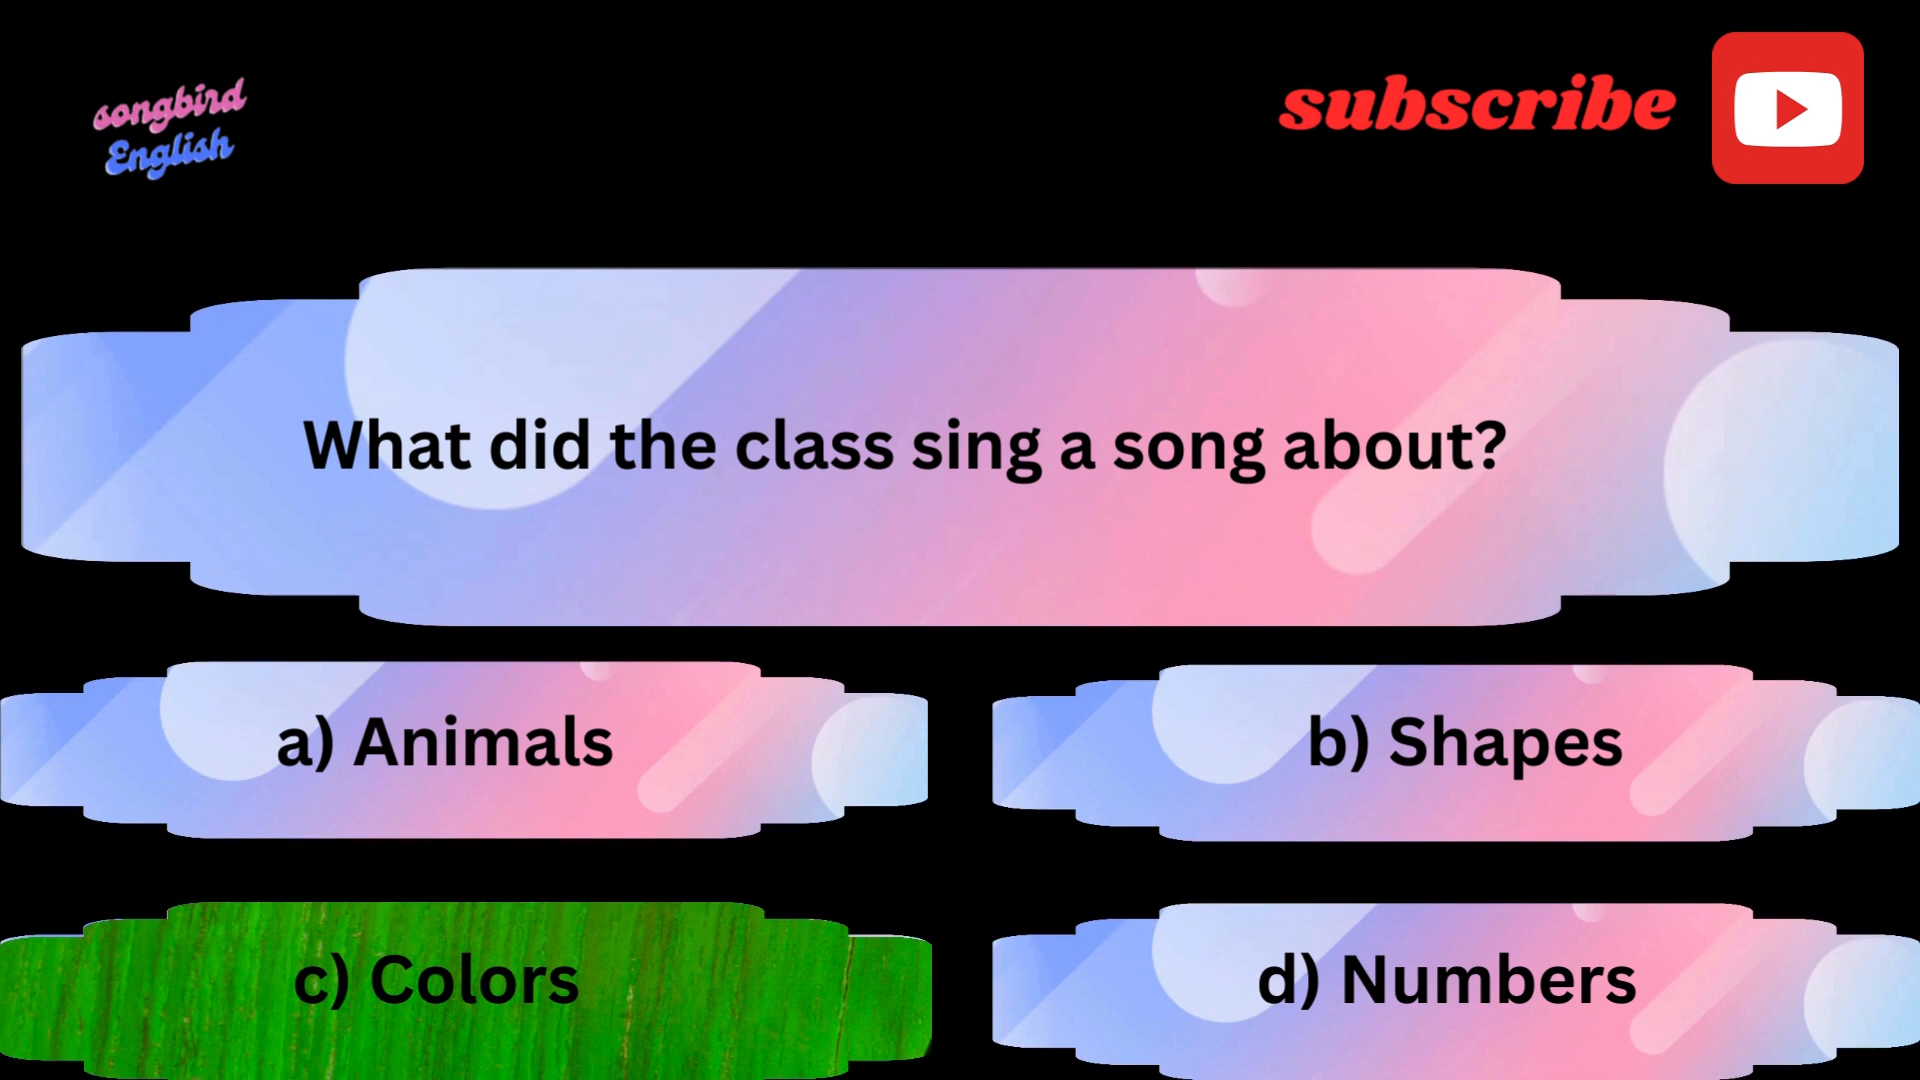 songbird
English
subscribe
What did the class sing a song about?
a) Animals
b) Shapes
c) Colors
d) Numbers